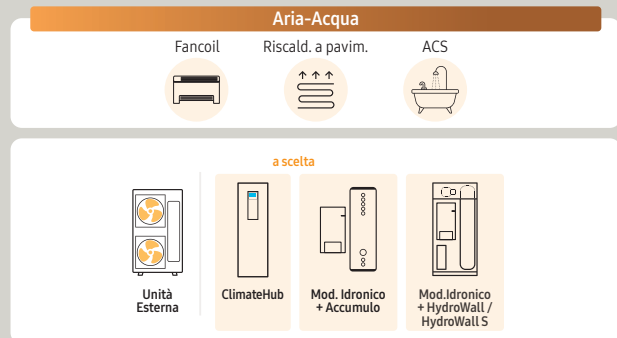 Aria-Acqua
Fancoil
Riscald. a pavim.
ACS
a scelta
Unità
Esterna
ClimateHub
Mod. Idronico
+ Accumulo
Mod.Idronico
+ HydroWall /
HydroWall S